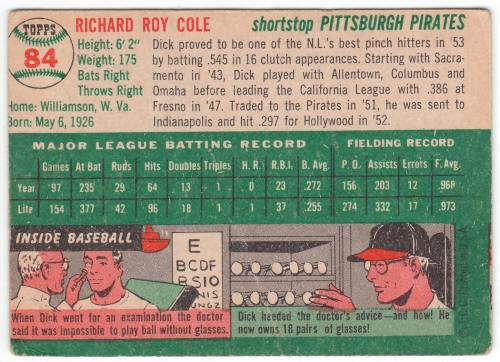 TOPPS
84
RICHARD ROY COLE shortstop PITTSBURGH PIRATES
Height: 6' 2"
Weight: 175
Bats Right
Throws Right
Home: Williamson, W. Va.
Born: May 6, 1926
Dick proved to be one of the N.L.'s best pinch hitters in '53
by batting .545 in 16 clutch appearances. Starting with Sacra-
mento in '43, Dick played with Allentown, Columbus and
Omaha before leading the California League with .386
at Fresno in '47. Traded to the Pirates in '51, he was sent to
Indianapolis and hit .297 for Hollywood in '52.
MAJOR LEAGUE BATTING RECORD FIELDING RECORD
Games At Bat Runs Hits Doubles Triples H.R. R.B.I. B. Avg. P.O. Assists Errors F. Avg.
Year 97 235 29 64 13 1 0 23 .272 156 203 12 .968
Life 154 377 42 96 18 1 37 .255 274 332 17 .973
INSIDE BASEBALL
E
BCDF
BS10
When Dick went for an examination the doctor
said it was impossible to play ball without glasses.
Dick heeded the doctor's advice—and how! He
now owns 18 pairs of glasses!